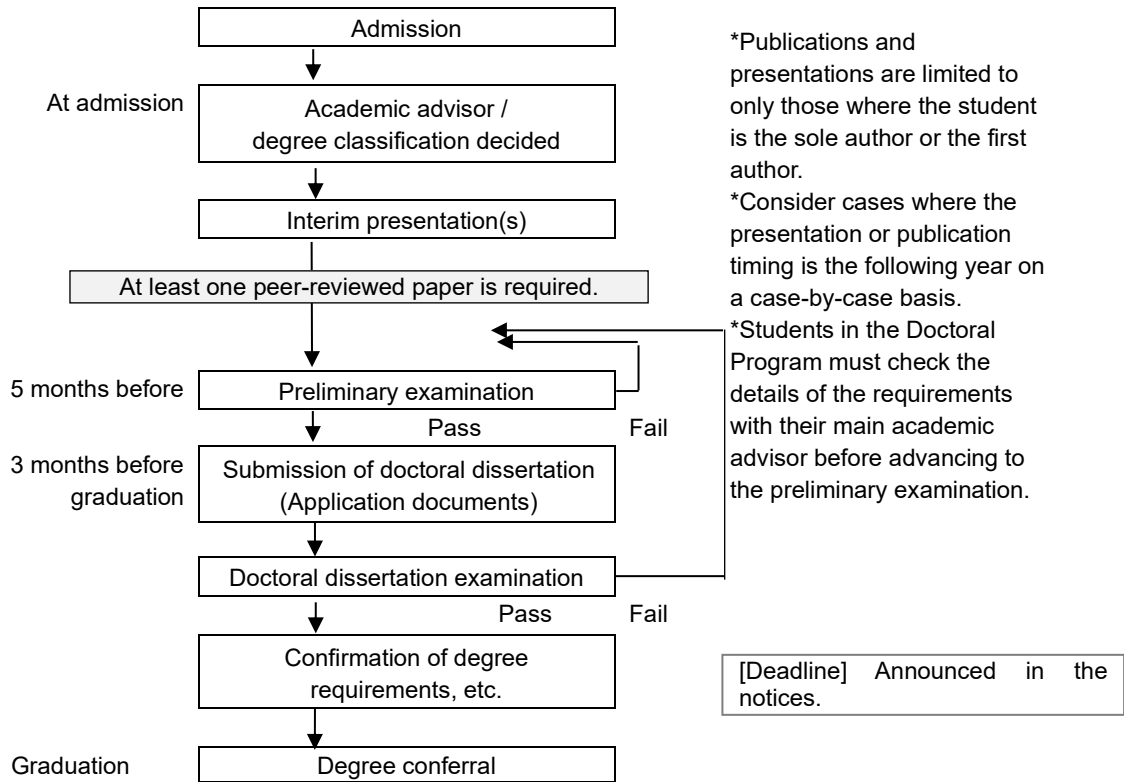 Admission
At admission
Academic advisor /
degree classification decided
Interim presentation(s)
At least one peer-reviewed paper is required.
5 months before
Preliminary examination
Pass
Fail
3 months before
graduation
Submission of doctoral dissertation
(Application documents)
Doctoral dissertation examination
Pass
Fail
Confirmation of degree
requirements, etc.
Graduation
Degree conferral
*Publications and
presentations are limited to
only those where the student
is the sole author or the first
author.
*Consider cases where the
presentation or publication
timing is the following year on
a case-by-case basis.
*Students in the Doctoral
Program must check the
details of the requirements
with their main academic
advisor before advancing to
the preliminary examination.
[Deadline] Announced in the
notices.